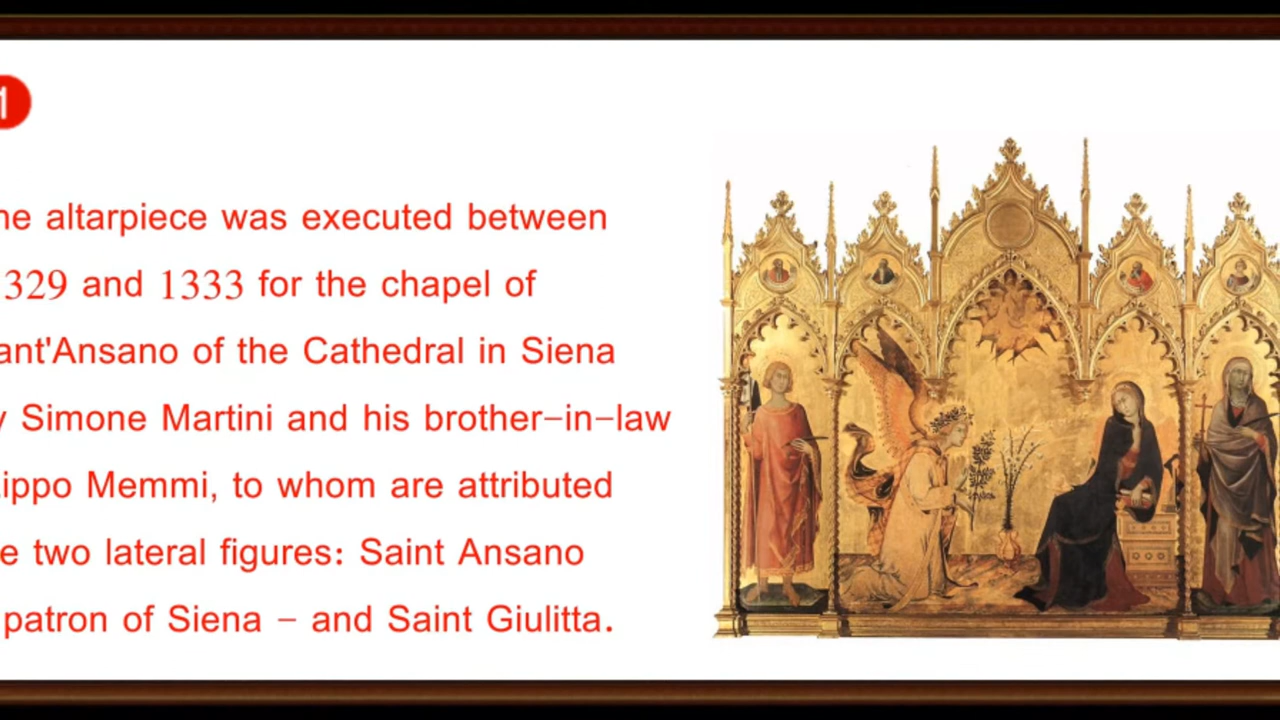 1
he altarpiece was executed between
329 and 1333 for the chapel of
ant'Ansano of the Cathedral in Siena
y Simone Martini and his brother-in-law
ippo Memmi, to whom are attributed
e two lateral figures: Saint Ansano
patron of Siena - and Saint Giulitta.